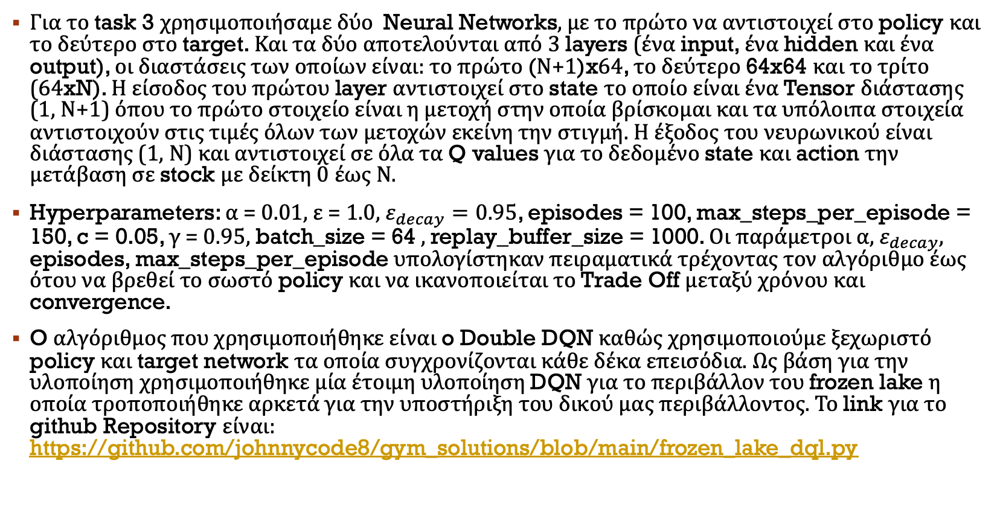 ▪ Για το task 3 χρησιμοποιήσαμε δύο Neural Networks, με το πρώτο να αντιστοιχεί στο policy και
το δεύτερο στο target. Και τα δύο αποτελούνται από 3 layers (ένα input, ένα hidden και ένα
output), οι διαστάσεις των οποίων είναι: το πρώτο (N+1)x64, το δεύτερο 64x64 και το τρίτο
(64xN). Η είσοδος του πρώτου layer αντιστοιχεί στο state το οποίο είναι ένα Tensor διάστασης
(1, N+1) όπου το πρώτο στοιχείο είναι η μετοχή στην οποία βρίσκομαι και τα υπόλοιπα στοιχεία
αντιστοιχούν στις τιμές όλων των μετοχών εκείνη την στιγμή. Η έξοδος του νευρωνικού είναι
διάστασης (1, N) και αντιστοιχεί σε όλα τα Q values για το δεδομένο state και action την
μετάβαση σε stock με δείκτη 0 έως N.
▪ Hyperparameters: α = 0.01, ε = 1.0, $\varepsilon_{decay}$ = 0.95, episodes = 100, max_steps_per_episode =
150, c = 0.05, γ = 0.95, batch_size = 64 , replay_buffer_size = 1000. Οι παράμετροι α, $\varepsilon_{decay}$,
episodes, max_steps_per_episode υπολογίστηκαν πειραματικά τρέχοντας τον αλγόριθμο έως
ότου να βρεθεί το σωστό policy και να ικανοποιείται το Trade Off μεταξύ χρόνου και
convergence.
▪ Ο αλγόριθμος που χρησιμοποιήθηκε είναι ο Double DQN καθώς χρησιμοποιούμε ξεχωριστό
policy και target network τα οποία συγχρονίζονται κάθε δέκα επεισόδια. Ως βάση για την
υλοποίηση χρησιμοποιήθηκε μία έτοιμη υλοποίηση DQN για το περιβάλλον του frozen lake η
οποία τροποποιήθηκε αρκετά για την υποστήριξη του δικού μας περιβάλλοντος. Το link για το
github Repository είναι:
https://github.com/johnnycode8/gym_solutions/blob/main/frozen_lake_dql.py